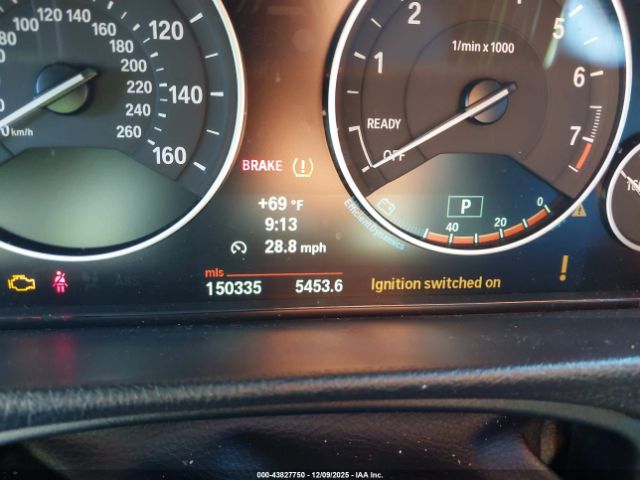 80 100 120 140
160
180
200
220
240
260
0 km/h
120
140
160
1
2
5
6
7
1/min x 1000
READY
OFF
BRAKE
+69 °F
9:13
28.8 mph
P
40 20 0
EfficientDynamics
mls
150335 5453.6
Ignition switched on
000-43827750 - 12/09/2025 - IAA Inc.